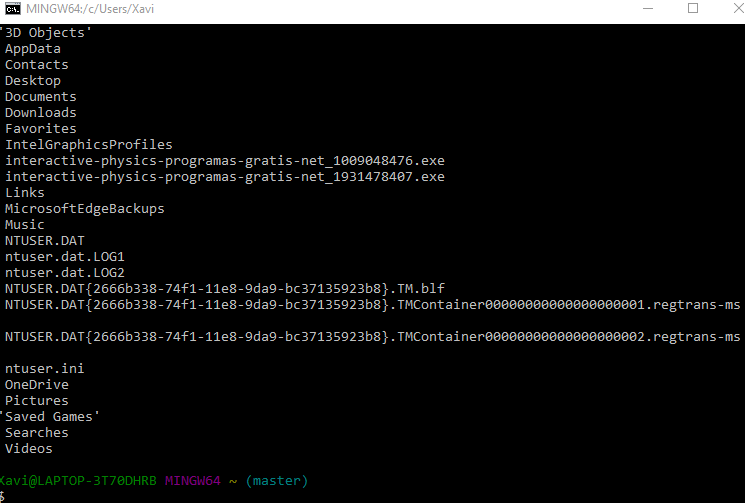 MINGW64:/c/Users/Xavi
'3D Objects'
AppData
Contacts
Desktop
Documents
Downloads
Favorites
IntelGraphicsProfiles
interactive-physics-programas-gratis-net_1009048476.exe
interactive-physics-programas-gratis-net_1931478407.exe
Links
MicrosoftEdgeBackups
Music
NTUSER.DAT
ntuser.dat.LOG1
ntuser.dat.LOG2
NTUSER.DAT{2666b338-74f1-11e8-9da9-bc37135923b8}.TM.blf
NTUSER.DAT{2666b338-74f1-11e8-9da9-bc37135923b8}.TMContainer00000000000000000001.regtrans-ms
NTUSER.DAT{2666b338-74f1-11e8-9da9-bc37135923b8}.TMContainer00000000000000000002.regtrans-ms
ntuser.ini
OneDrive
Pictures
'Saved Games'
Searches
Videos
Xavi@LAPTOP-3T70DHRB MINGW64 ~ (master)
$